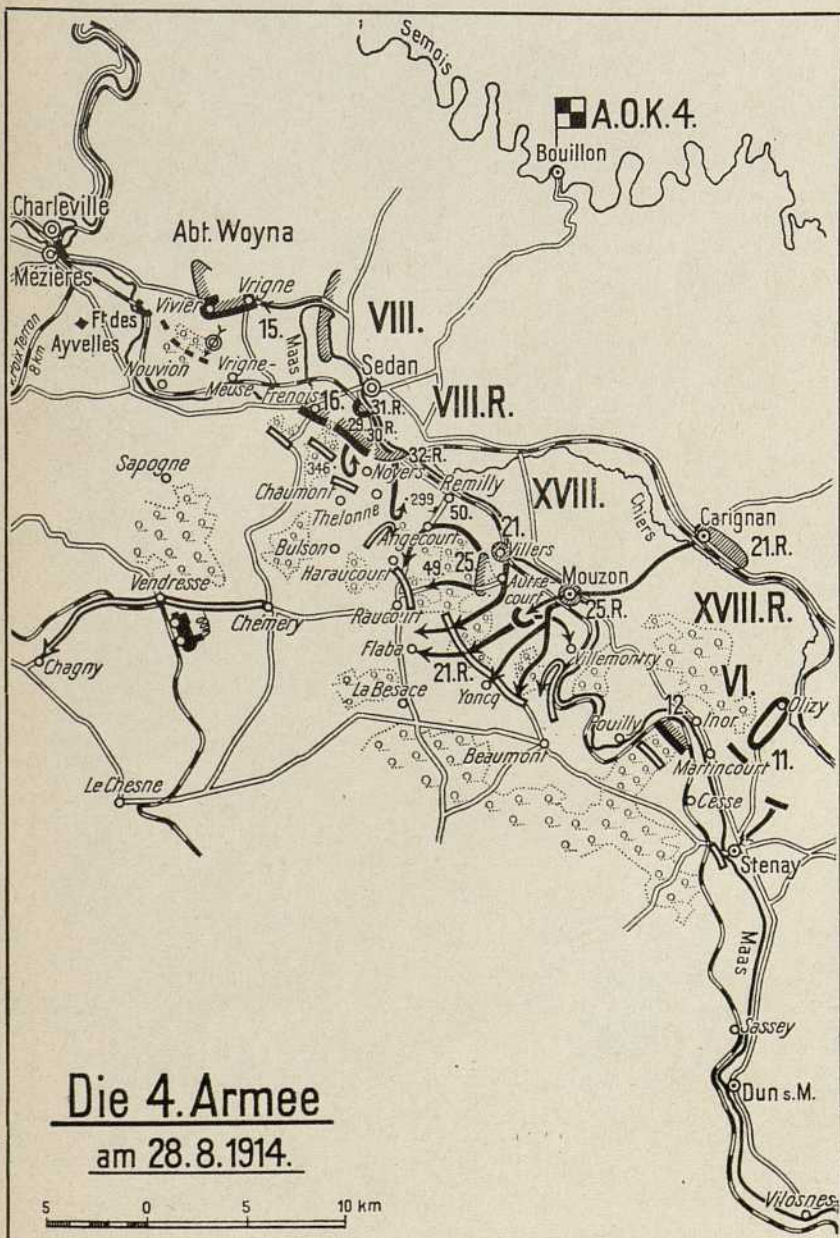 Semois
A.O.K.4.
Bouillon
Charleville
Mézières
Abt. Woyna
Vivier
Vrigne
15.
Maas
VIII.
Ft. des
Ayvelles
Croix Terron
8 km
Nouvion
Vrigne-
Meuse
Sedan
Frénois
16.
31.R.
29.
30.R.
VIII.R.
32.R.
Sapogne
346
Noyers
Chaumont
Thelonne
299
Remilly
50.
XVIII.
Chiers
Carignan
21.R.
Bulson
Angecourt
21.
Villers
25.
Haraucourt
49.
Autre-
court
Mouzon
25.R.
XVIII.R.
Vendresse
Chemery
Raucourt
Flaba
21.R.
Villemontry
VI.
Chagny
La Besace
Yoncq
12.
Inor
Olizy
Pouilly
Martincourt
11.
Beaumont
Le Chesne
Cesse
Stenay
Maas
Sassey
Dun s.M.
Vilosnes
Die 4. Armee
am 28.8.1914.
5 0 10 km